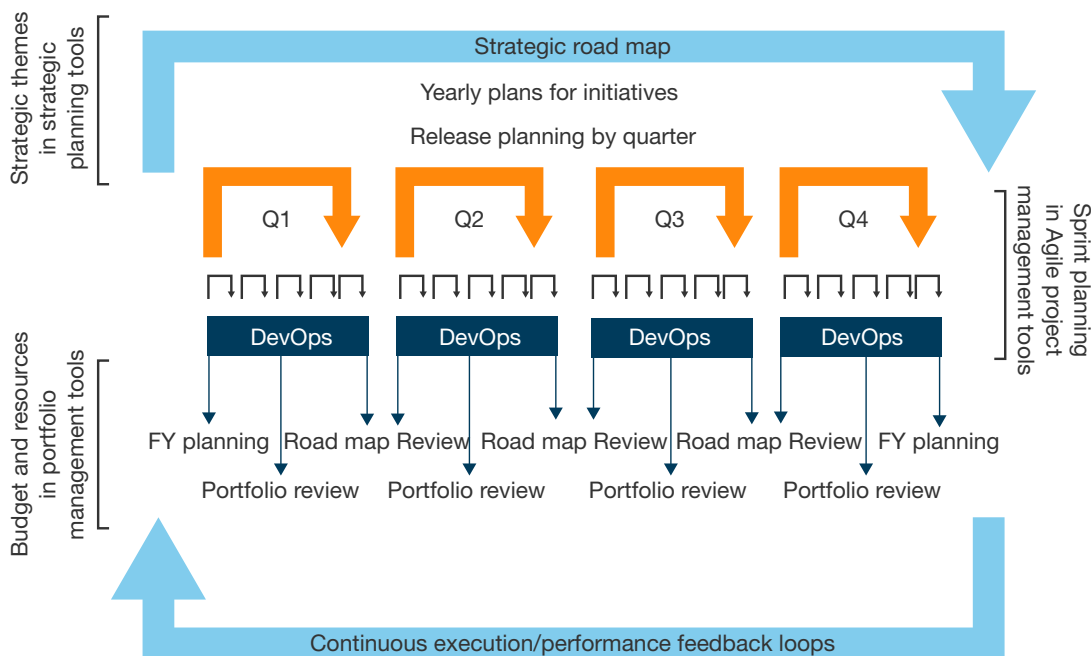 Strategic themes
in strategic
planning tools
Strategic road map
Yearly plans for initiatives
Release planning by quarter
Q1
Q2
Q3
Q4
Sprint planning
in Agile project
management tools
DevOps
DevOps
DevOps
DevOps
Budget and resources
in portfolio
management tools
FY planning
Road map Review
Road map Review
Road map Review
FY planning
Portfolio review
Portfolio review
Portfolio review
Portfolio review
Continuous execution/performance feedback loops